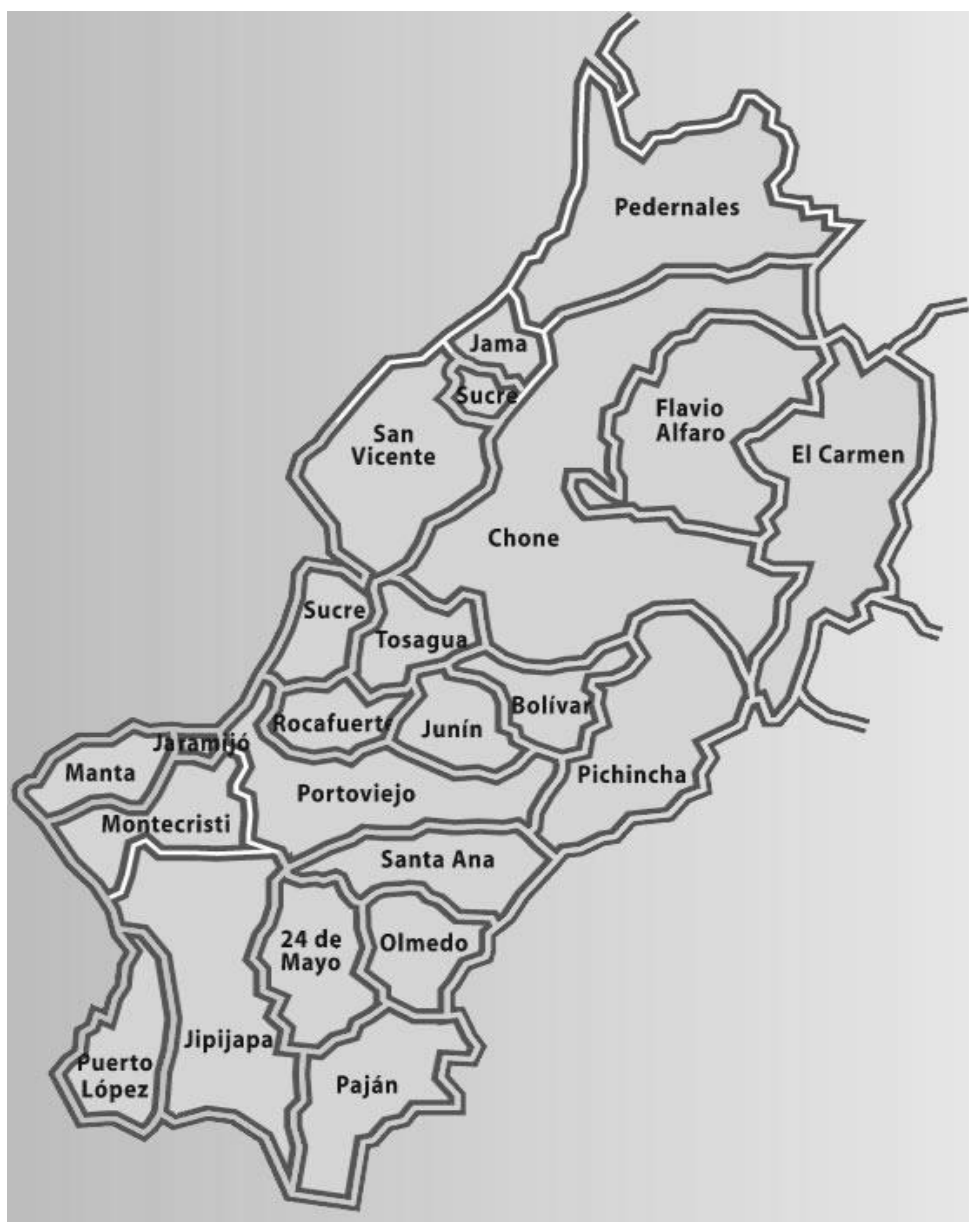 Pedernales
Jama
Sucre
Flavio
Alfaro
San
Vicente
El Carmen
Chone
Sucre
Tosagua
Bolívar
Rocafuerte
Junín
Jaramijó
Manta
Pichincha
Portoviejo
Montecristi
Santa Ana
24 de
Mayo
Olmedo
Jipijapa
Puerto
López
Paján